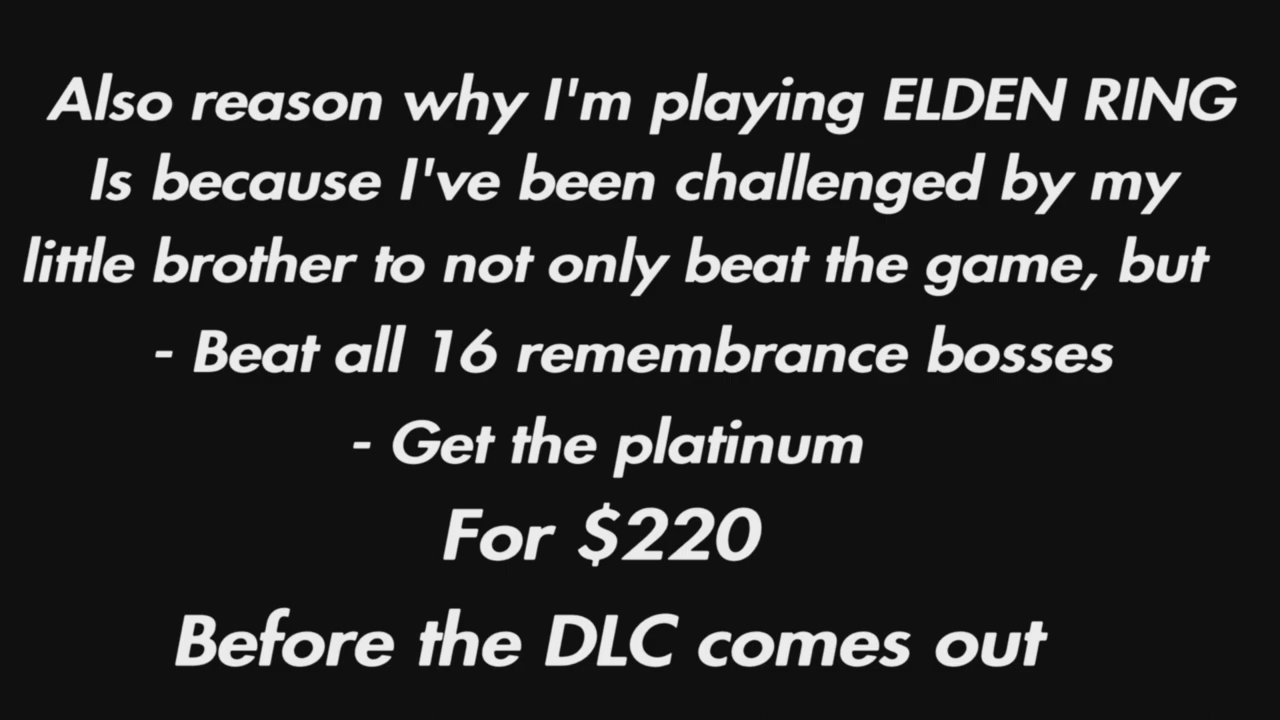 Also reason why I'm playing ELDEN RING
Is because I've been challenged by my
little brother to not only beat the game, but
- Beat all 16 remembrance bosses
- Get the platinum
For $220
Before the DLC comes out